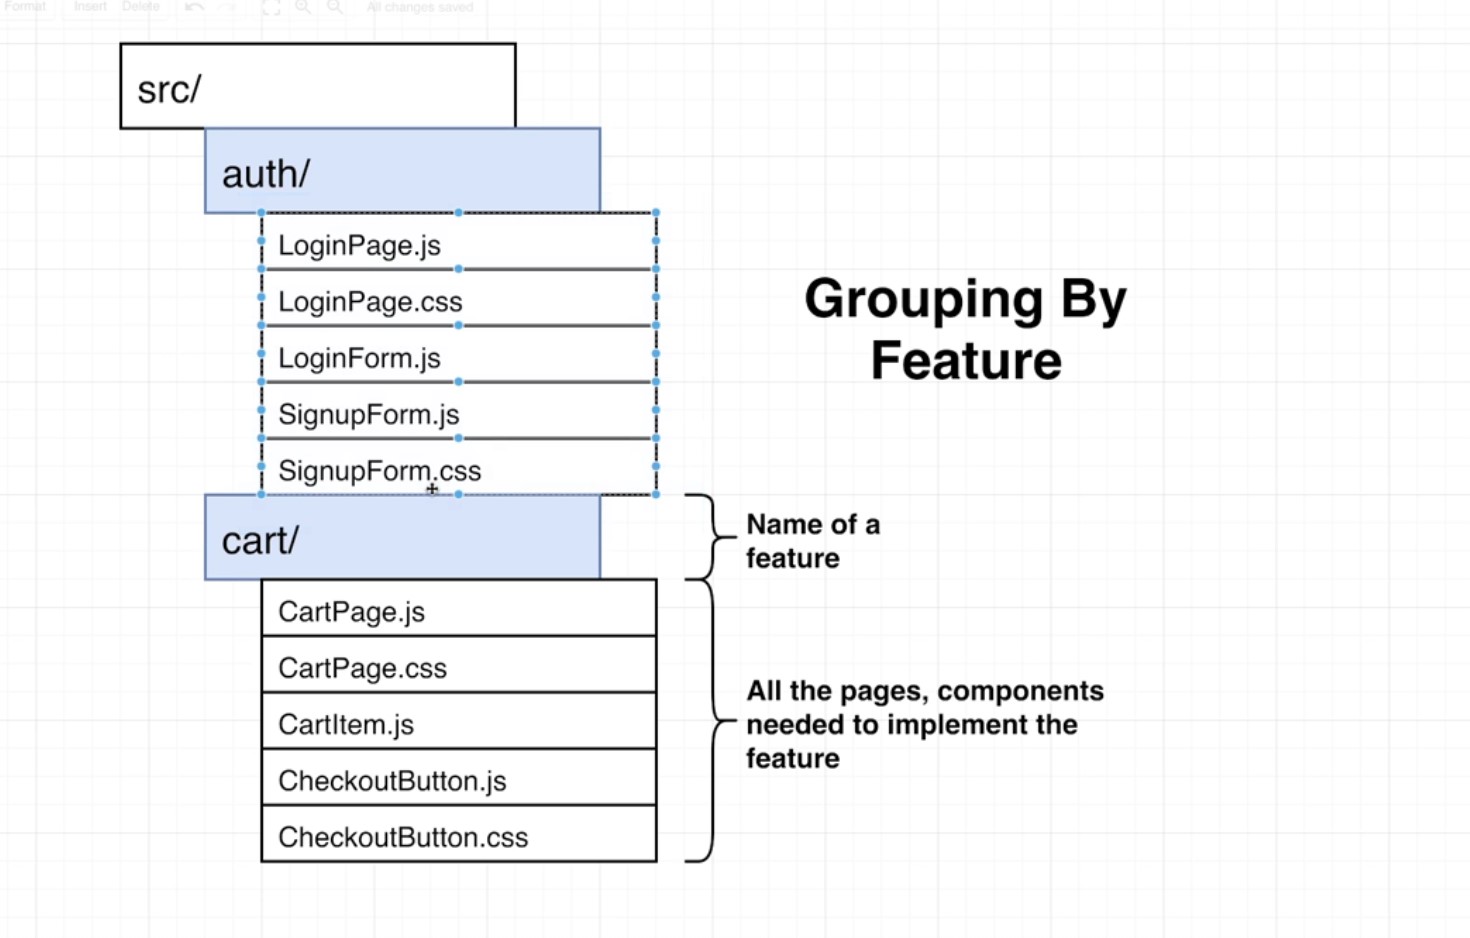 Format Insert Delete All changes saved
src/
auth/
LoginPage.js
LoginPage.css
LoginForm.js
SignupForm.js
SignupForm.css
cart/
CartPage.js
CartPage.css
CartItem.js
CheckoutButton.js
CheckoutButton.css
Grouping By
Feature
Name of a
feature
All the pages, components
needed to implement the
feature